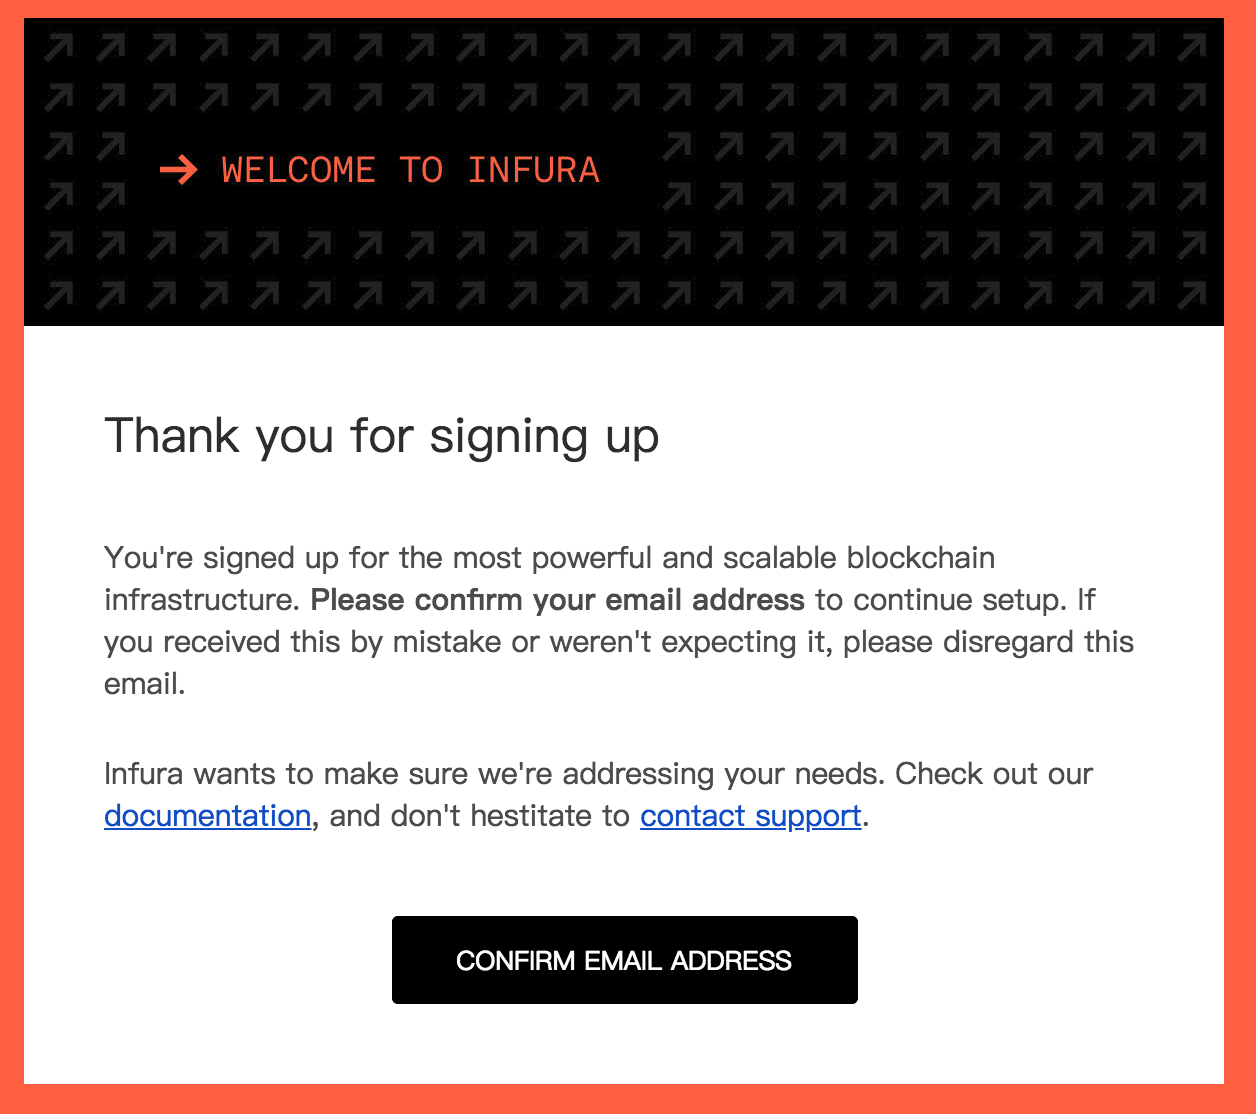 WELCOME TO INFURA
Thank you for signing up
You're signed up for the most powerful and scalable blockchain
infrastructure. Please confirm your email address to continue setup. If
you received this by mistake or weren't expecting it, please disregard this
email.
Infura wants to make sure we're addressing your needs. Check out our
documentation, and don't hestitate to contact support.
CONFIRM EMAIL ADDRESS